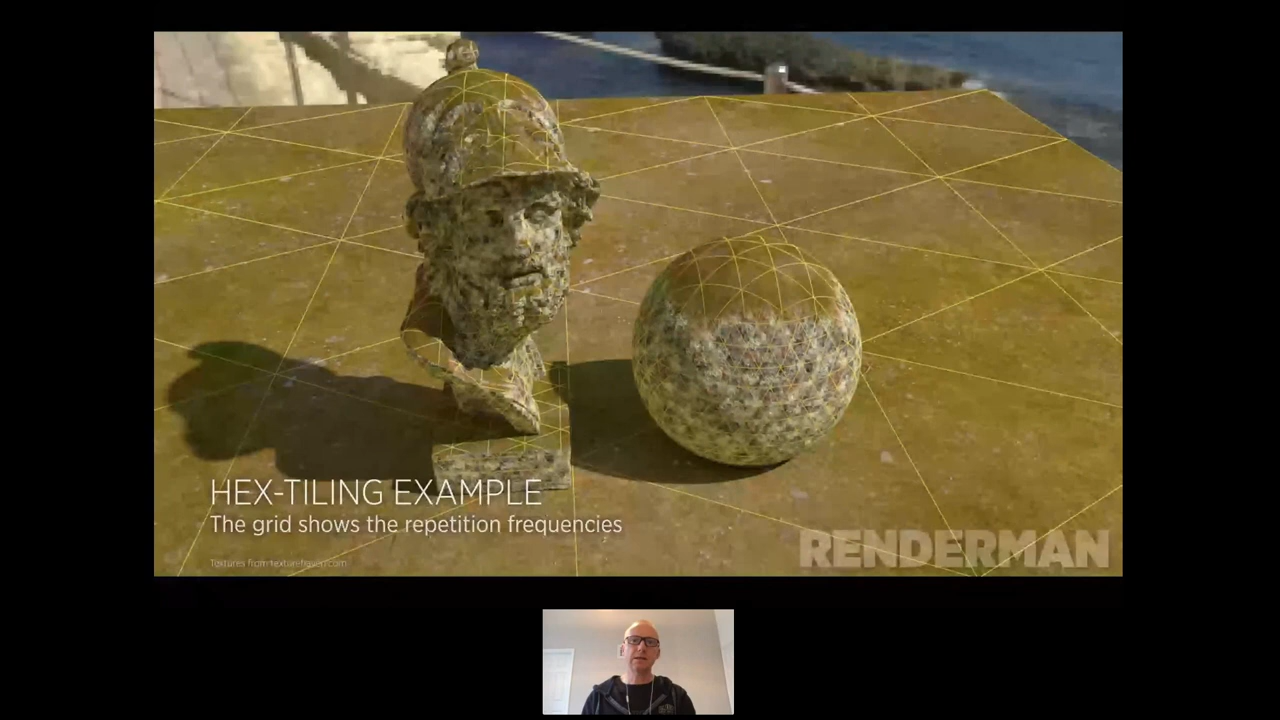 HEX-TILING EXAMPLE
The grid shows the repetition frequencies
RENDERMAN
Textures from texturehaven.com